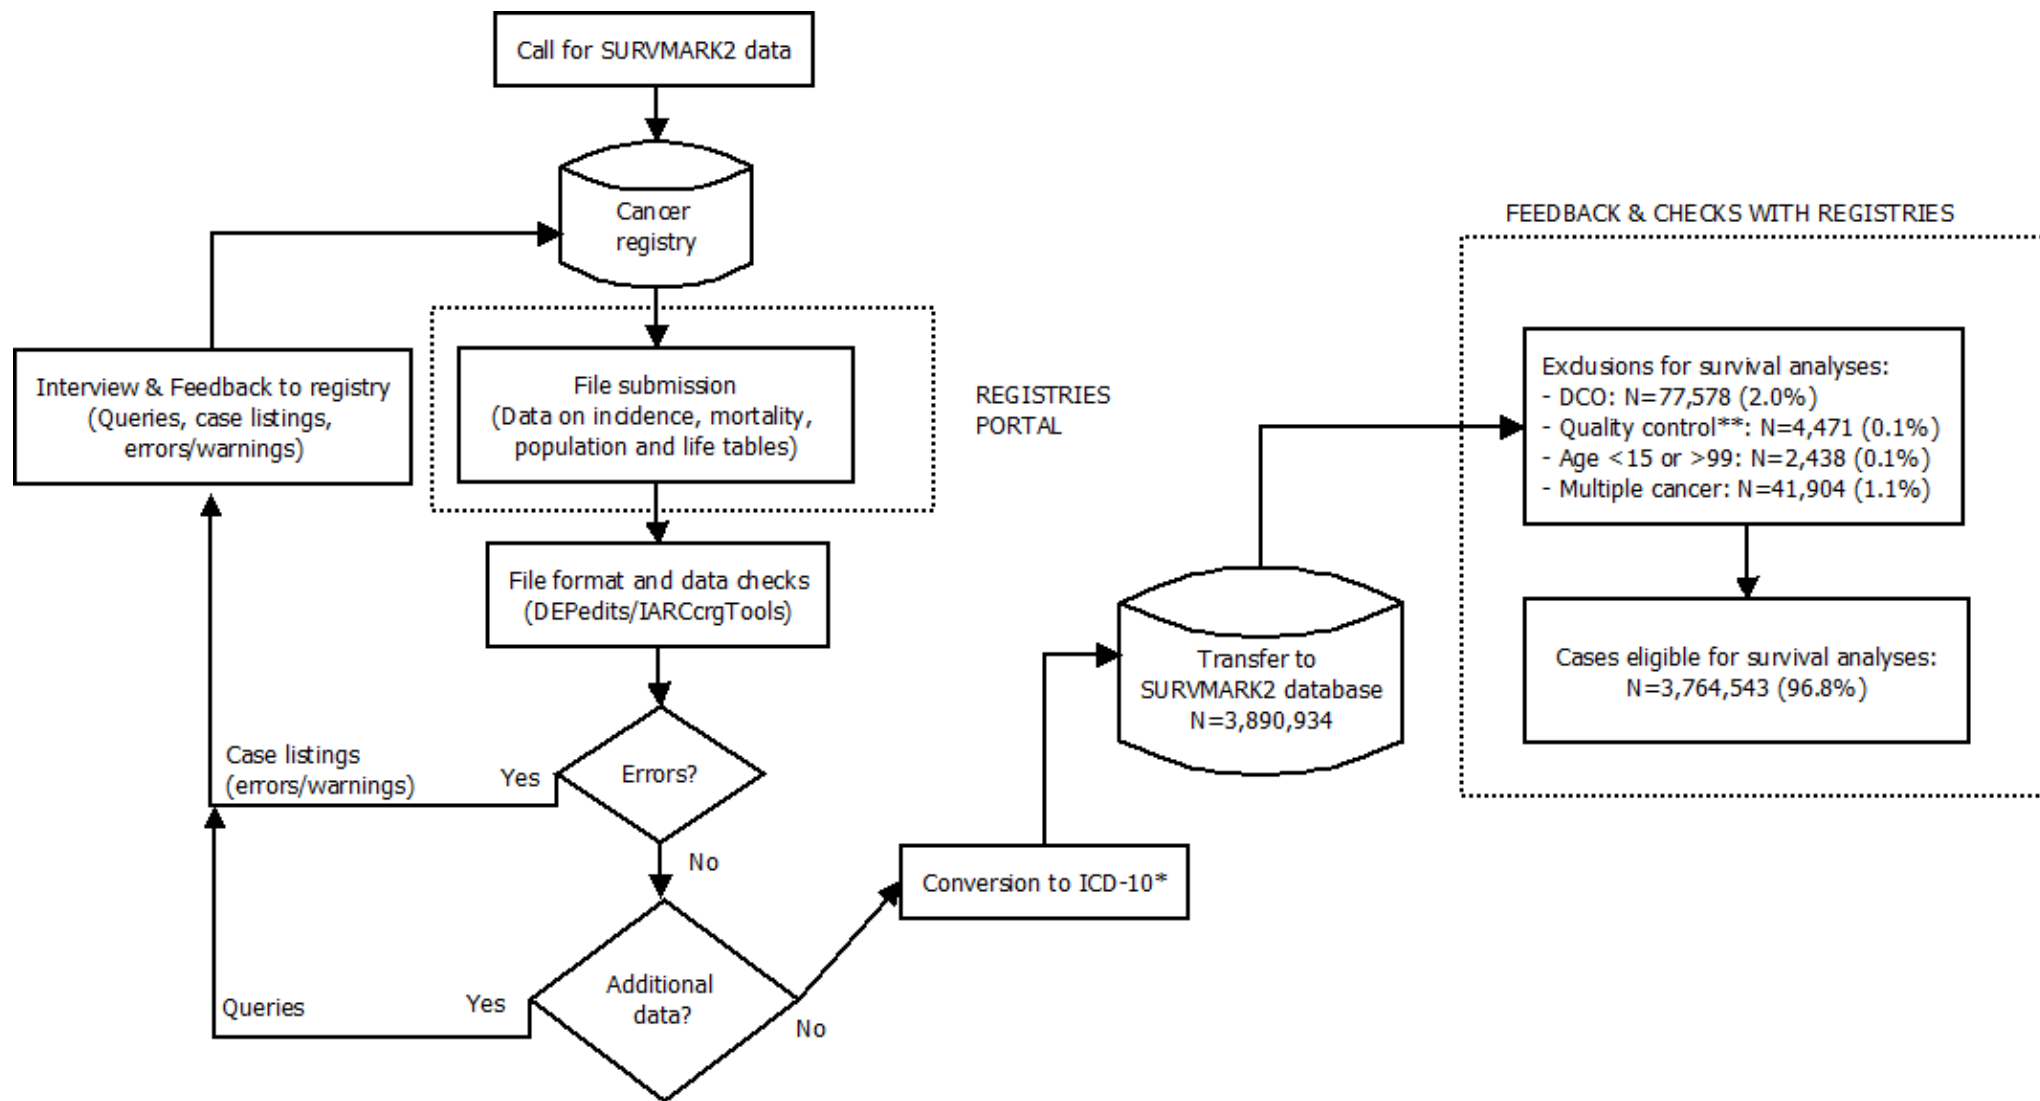 Call for SURVMARK2 data
Cancer
registry
FEEDBACK & CHECKS WITH REGISTRIES
Interview & Feedback to registry
(Queries, case listings,
errors/warnings)
File submission
(Data on incidence, mortality,
population and life tables)
REGISTRIES
PORTAL
Exclusions for survival analyses:
- DCO: N=77,578 (2.0%)
- Quality control**: N=4,471 (0.1%)
- Age <15 or >99: N=2,438 (0.1%)
- Multiple cancer: N=41,904 (1.1%)
File format and data checks
(DEPedits/IARCcrgTools)
Transfer to
SURVMARK2 database
N=3,890,934
Cases eligible for survival analyses:
N=3,764,543 (96.8%)
Case listings
(errors/warnings)
Yes
Errors?
No
Conversion to ICD-10*
Additional
data?
Queries
Yes
No